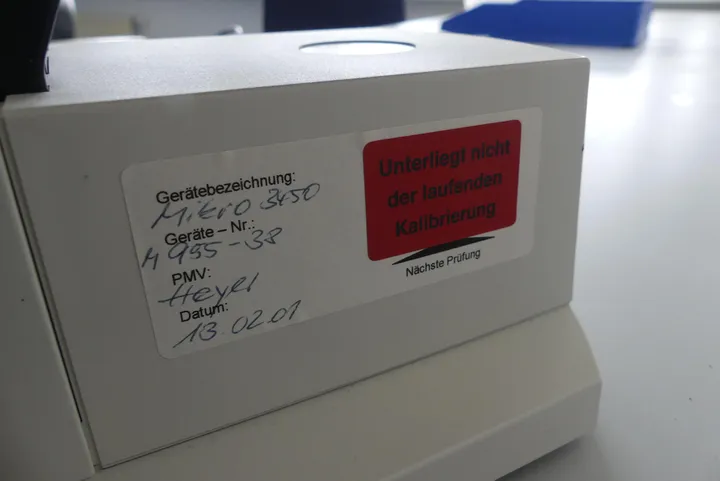 Gerätebezeichnung:
Mikro 3450
Geräte – Nr.:
M 955-38
PMV:
Heyel
Datum:
13.02.01
Unterliegt nicht
der laufenden
Kalibrierung
Nächste Prüfung